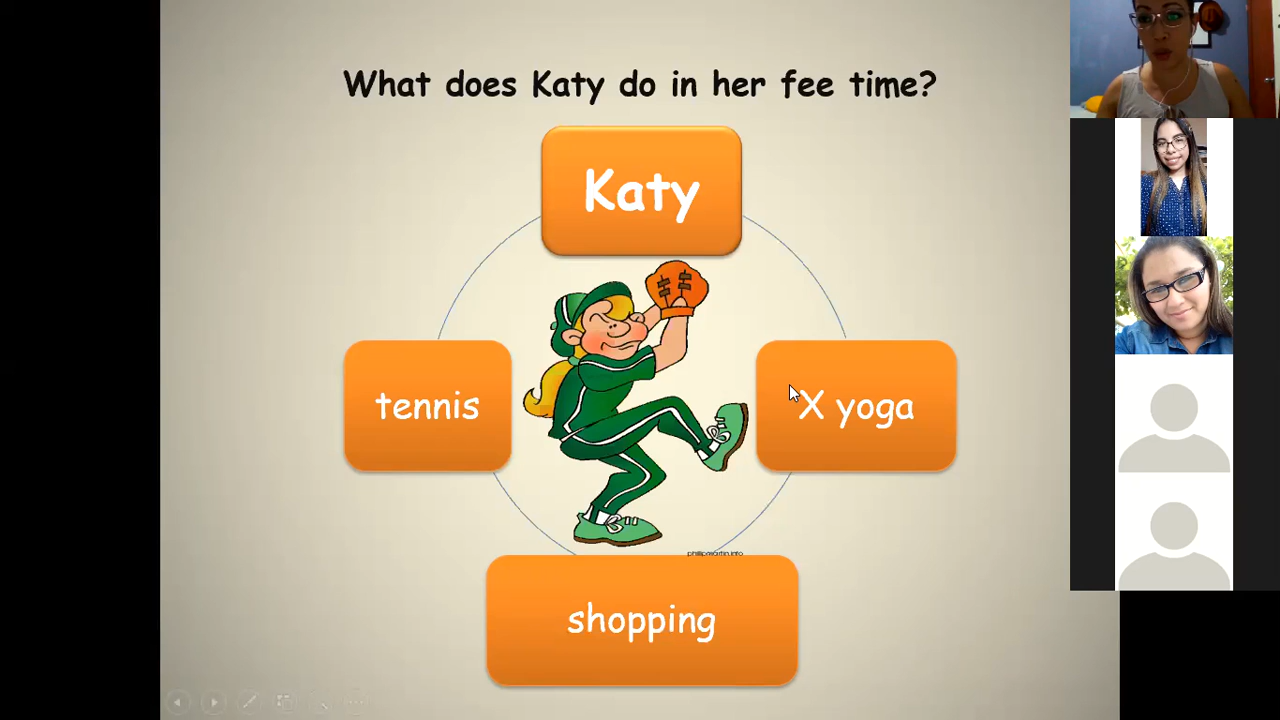 What does Katy do in her fee time?
Katy
tennis
X yoga
shopping